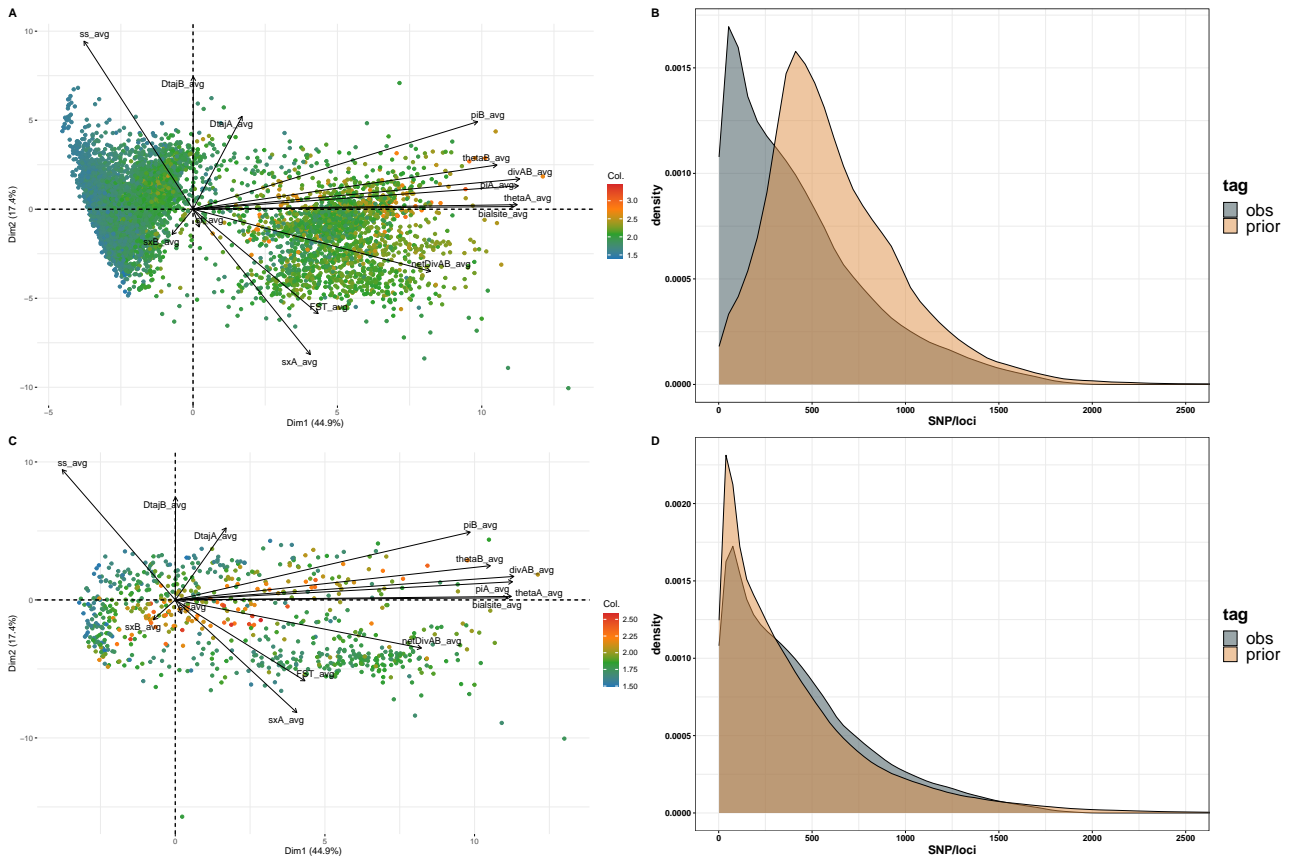 A
10
5
0
−5
−10
Dim2 (17.4%)
−5
0
5
10
Dim1 (44.9%)
ss_avg
DtajB_avg
DtajA_avg
piB_avg
thetaB_avg
divAB_avg
piA_avg
thetaA_avg
bialsite_avg
sxB_avg
netDivAB_avg
FST_avg
sxA_avg
Col.
3.0
2.5
2.0
1.5
B
0.0015
0.0010
0.0005
0.0000
density
0
500
1000
1500
2000
2500
SNP/loci
tag
obs
prior
C
10
0
−10
Dim2 (17.4%)
0
5
10
Dim1 (44.9%)
ss_avg
DtajB_avg
DtajA_avg
piB_avg
thetaB_avg
divAB_avg
piA_avg
thetaA_avg
bialsite_avg
sxB_avg
netDivAB_avg
FST_avg
sxA_avg
Col.
2.50
2.25
2.00
1.75
1.50
D
0.0020
0.0015
0.0010
0.0005
0.0000
density
0
500
1000
1500
2000
2500
SNP/loci
tag
obs
prior